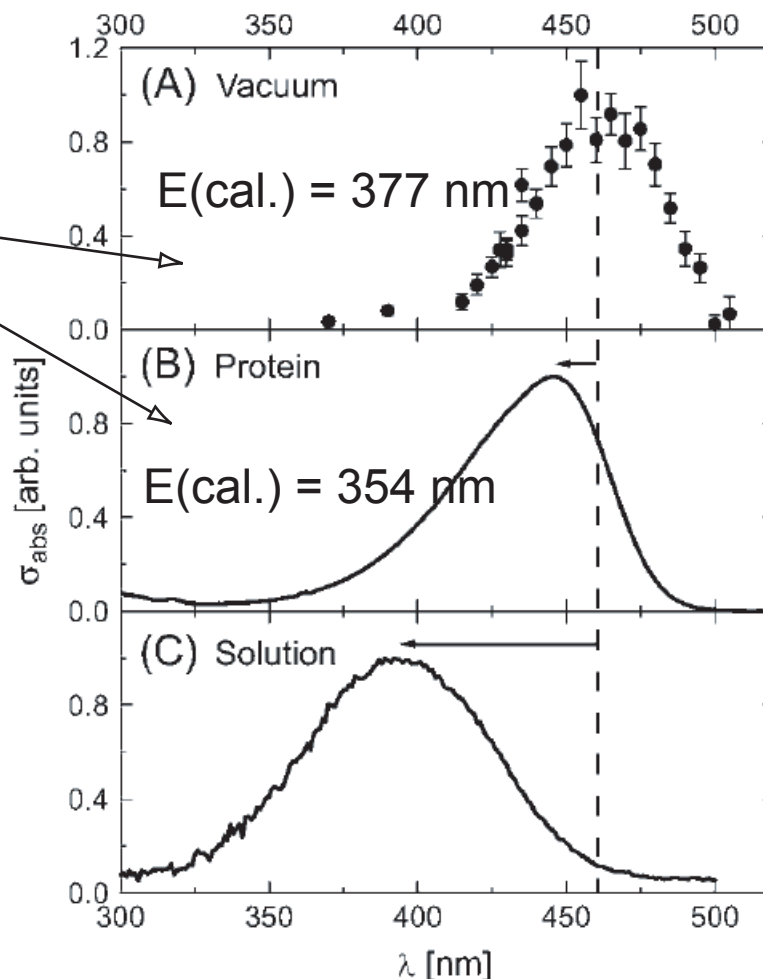 300 350 400 450 500
1.2
(A) Vacuum
0.8
E(cal.) = 377 nm
0.4
0.0
(B) Protein
0.8
E(cal.) = 354 nm
0.4
0.0
(C) Solution
0.8
0.4
0.0
300 350 400 450 500
λ [nm]
σabs [arb. units]